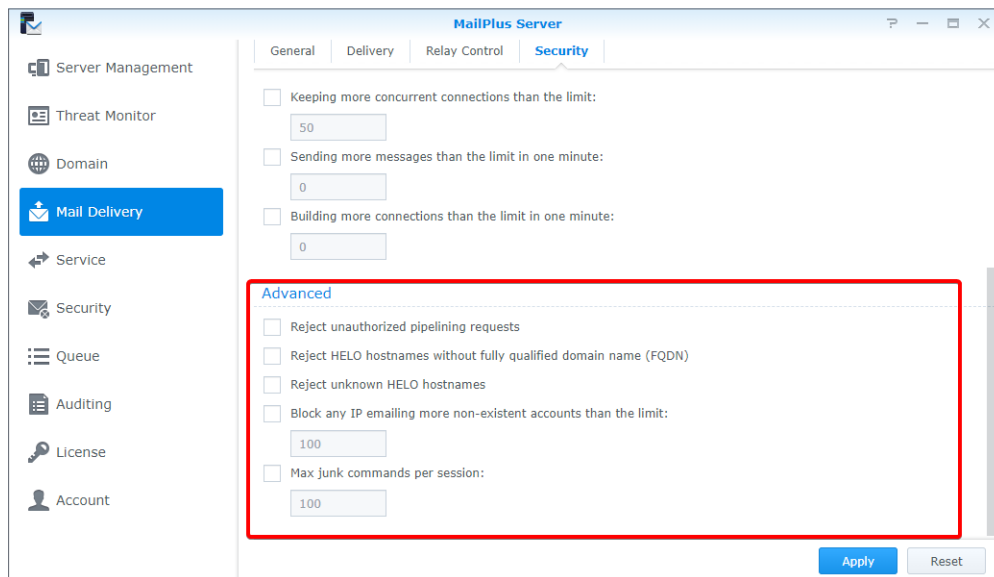 MailPlus Server
Server Management
Threat Monitor
Domain
Mail Delivery
Service
Security
Queue
Auditing
License
Account
General Delivery Relay Control Security
Keeping more concurrent connections than the limit:
50
Sending more messages than the limit in one minute:
0
Building more connections than the limit in one minute:
0
Advanced
Reject unauthorized pipelining requests
Reject HELO hostnames without fully qualified domain name (FQDN)
Reject unknown HELO hostnames
Block any IP emailing more non-existent accounts than the limit:
100
Max junk commands per session:
100
Apply Reset